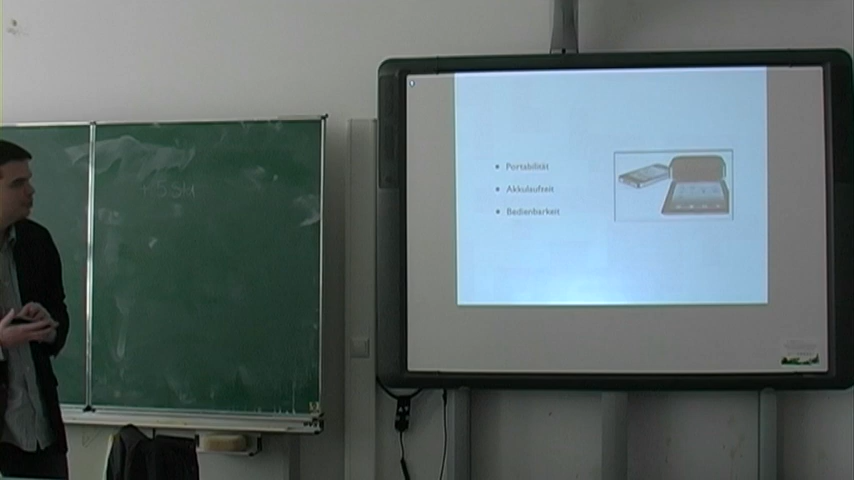 • Portabilität
• Akkulaufzeit
• Bedienbarkeit